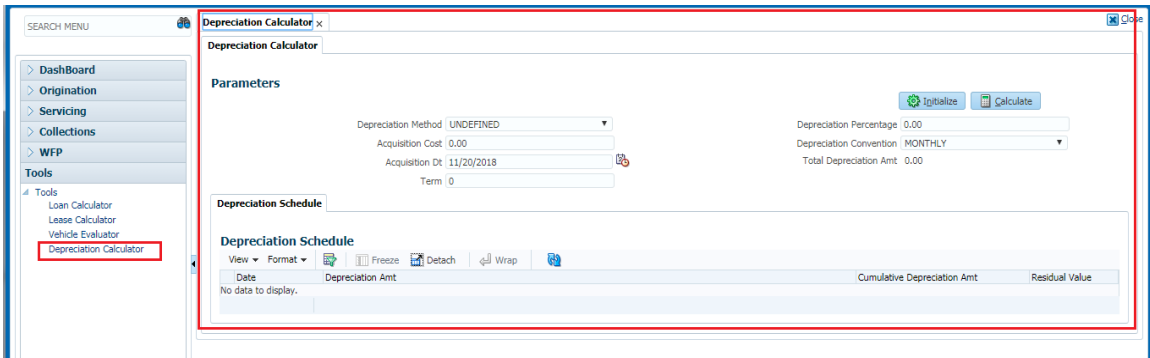 SEARCH MENU
DashBoard
Origination
Servicing
Collections
WFP
Tools
Tools
Loan Calculator
Lease Calculator
Vehicle Evaluator
Depreciation Calculator
Depreciation Calculator ×
Close
Depreciation Calculator
Parameters
Initialize Calculate
Depreciation Method UNDEFINED Depreciation Percentage 0.00
Acquisition Cost 0.00 Depreciation Convention MONTHLY
Acquisition Dt 11/20/2018 Total Depreciation Amt 0.00
Term 0
Depreciation Schedule
Depreciation Schedule
View Format Freeze Detach Wrap
Date Depreciation Amt Cumulative Depreciation Amt Residual Value
No data to display.